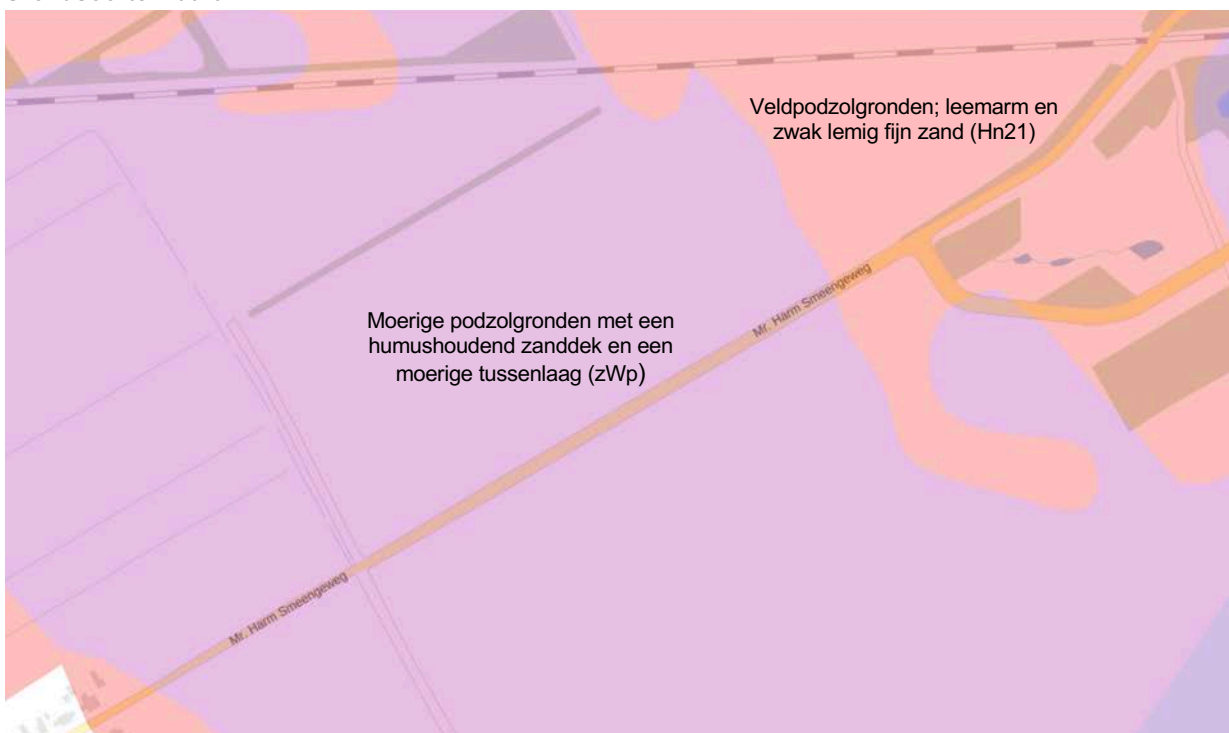 Veldpodzolgronden; leemarm en
zwak lemig fijn zand (Hn21)
Mr. Harm Smeengeweg
Moerige podzolgronden met een
humushoudend zanddek en een
moerige tussenlaag (zWp)
Mr. Harm Smeengeweg